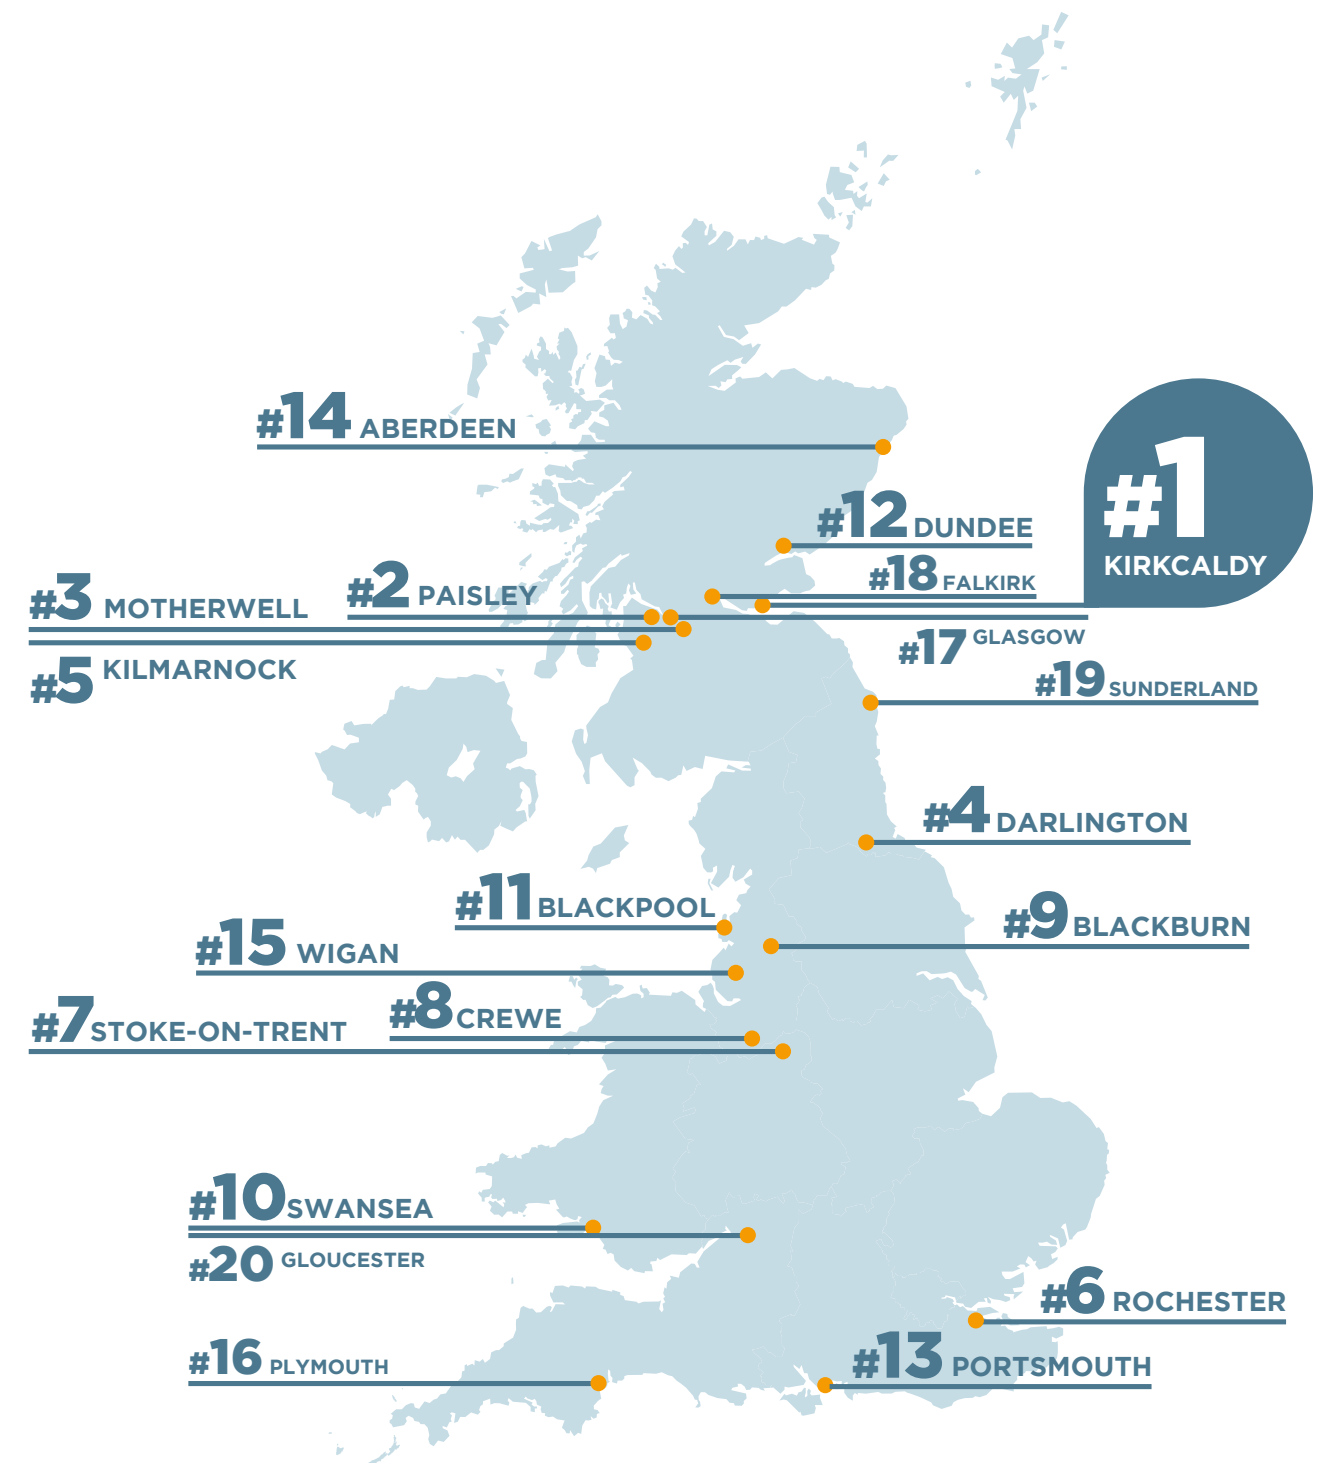 #14 ABERDEEN
#1
KIRKCALDY
#12 DUNDEE
#18 FALKIRK
#2 PAISLEY
#3 MOTHERWELL
#17 GLASGOW
#5 KILMARNOCK
#19 SUNDERLAND
#4 DARLINGTON
#11 BLACKPOOL
#9 BLACKBURN
#15 WIGAN
#8 CREWE
#7 STOKE-ON-TRENT
#10 SWANSEA
#20 GLOUCESTER
#6 ROCHESTER
#16 PLYMOUTH
#13 PORTSMOUTH